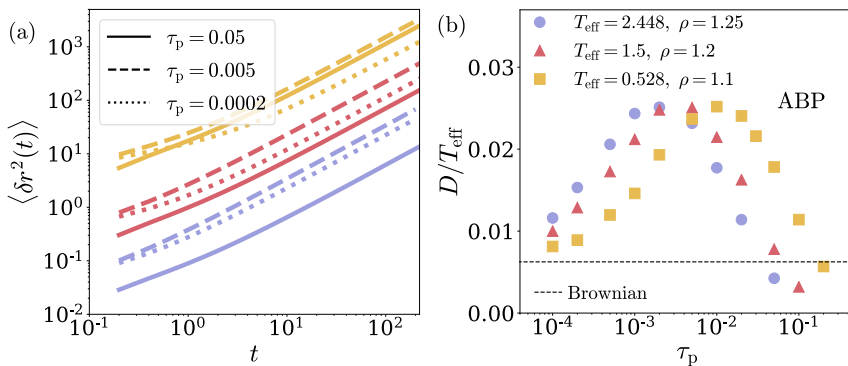 (a)
τp = 0.05
τp = 0.005
τp = 0.0002
10^3
10^2
10^1
10^0
10^-1
10^-2
⟨δr²(t)⟩
10^-1
10^0
10^1
10^2
t
(b)
Teff = 2.448, ρ = 1.25
Teff = 1.5, ρ = 1.2
Teff = 0.528, ρ = 1.1
ABP
0.03
0.02
0.01
0.00
D/Teff
Brownian
10^-4
10^-3
10^-2
10^-1
τp